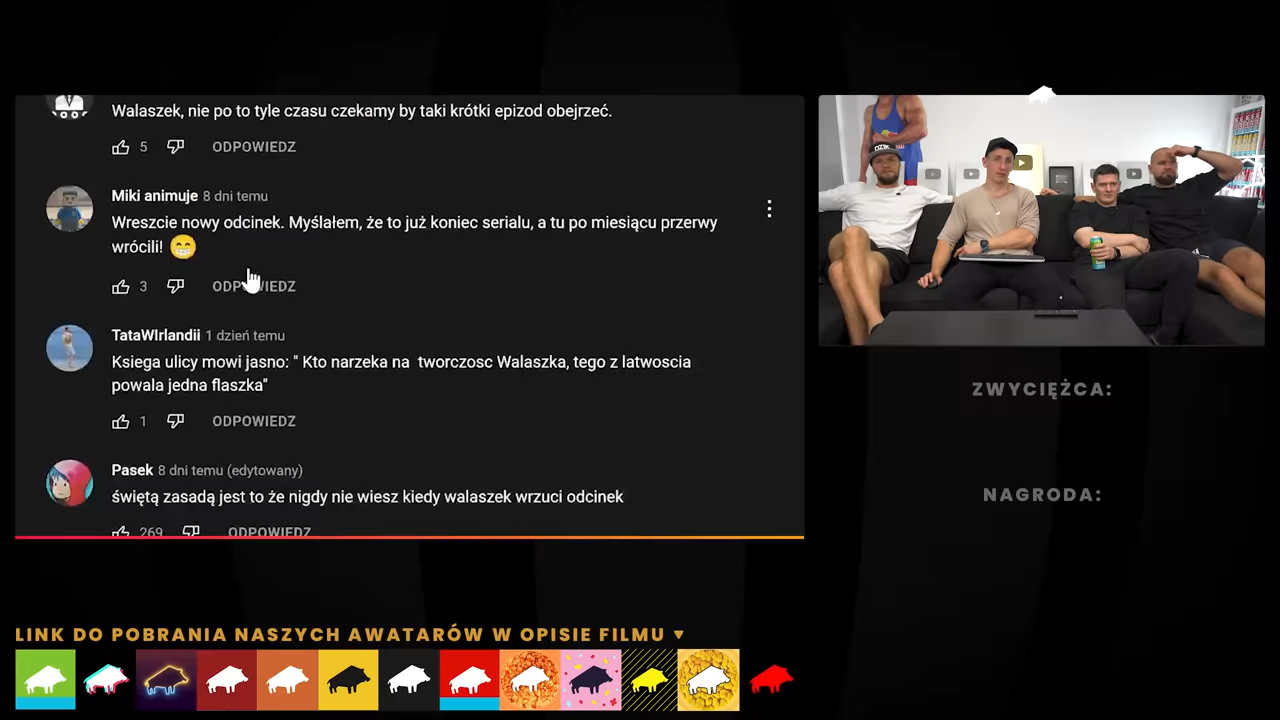 Walaszek, nie po to tyle czasu czekamy by taki krótki epizod obejrzeć.
5 ODPOWIEDZ
Miki animuje 8 dni temu
Wreszcie nowy odcinek. Myślałem, że to już koniec serialu, a tu po miesiącu przerwy
wrócili! 😁
3 ODPOWIEDZ
TataWIrlandii 1 dzień temu
Ksiega ulicy mowi jasno: " Kto narzeka na tworczosc Walaszka, tego z latwoscia
powala jedna flaszka"
1 ODPOWIEDZ
Pasek 8 dni temu (edytowany)
świętą zasadą jest to że nigdy nie wiesz kiedy walaszek wrzuci odcinek
269 ODPOWIEDZ
DZIK
ZWYCIĘŻCA:
NAGRODA:
LINK DO POBRANIA NASZYCH AWATARÓW W OPISIE FILMU ▼